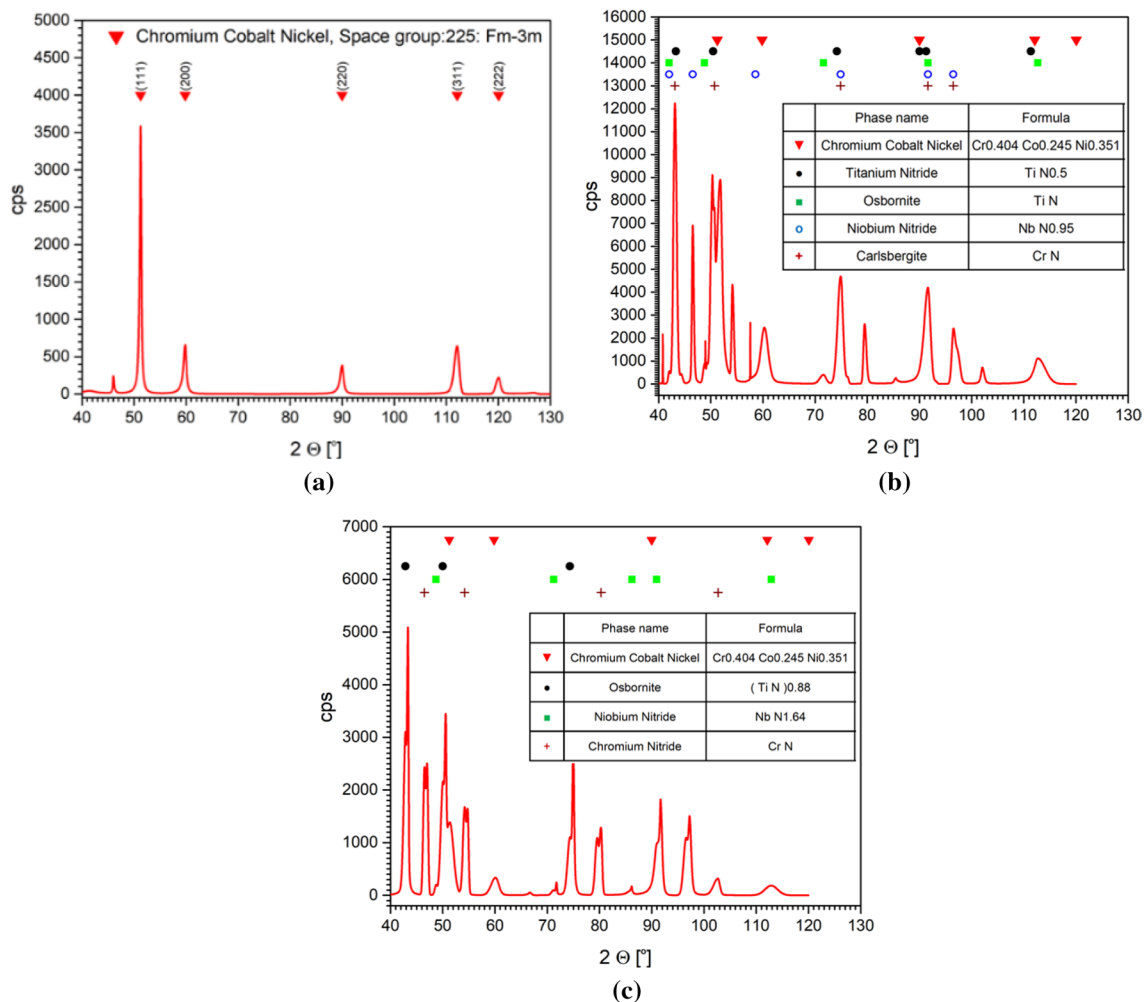 5000
4500
4000
3500
3000
2500
2000
1500
1000
500
0
cps
Chromium Cobalt Nickel, Space group:225: Fm-3m
(111)
(200)
(220)
(311)
(222)
40 50 60 70 80 90 100 110 120 130
2 Θ [°]
(a)
16000
15000
14000
13000
12000
11000
10000
9000
8000
7000
6000
5000
4000
3000
2000
1000
0
cps
Phase name Formula
Chromium Cobalt Nickel Cr0.404 Co0.245 Ni0.351
Titanium Nitride Ti N0.5
Osbornite Ti N
Niobium Nitride Nb N0.95
Carlsbergite Cr N
40 50 60 70 80 90 100 110 120 130
2 Θ [°]
(b)
7000
6000
5000
4000
3000
2000
1000
0
cps
Phase name Formula
Chromium Cobalt Nickel Cr0.404 Co0.245 Ni0.351
Osbornite ( Ti N )0.88
Niobium Nitride Nb N1.64
Chromium Nitride Cr N
40 50 60 70 80 90 100 110 120 130
2 Θ [°]
(c)